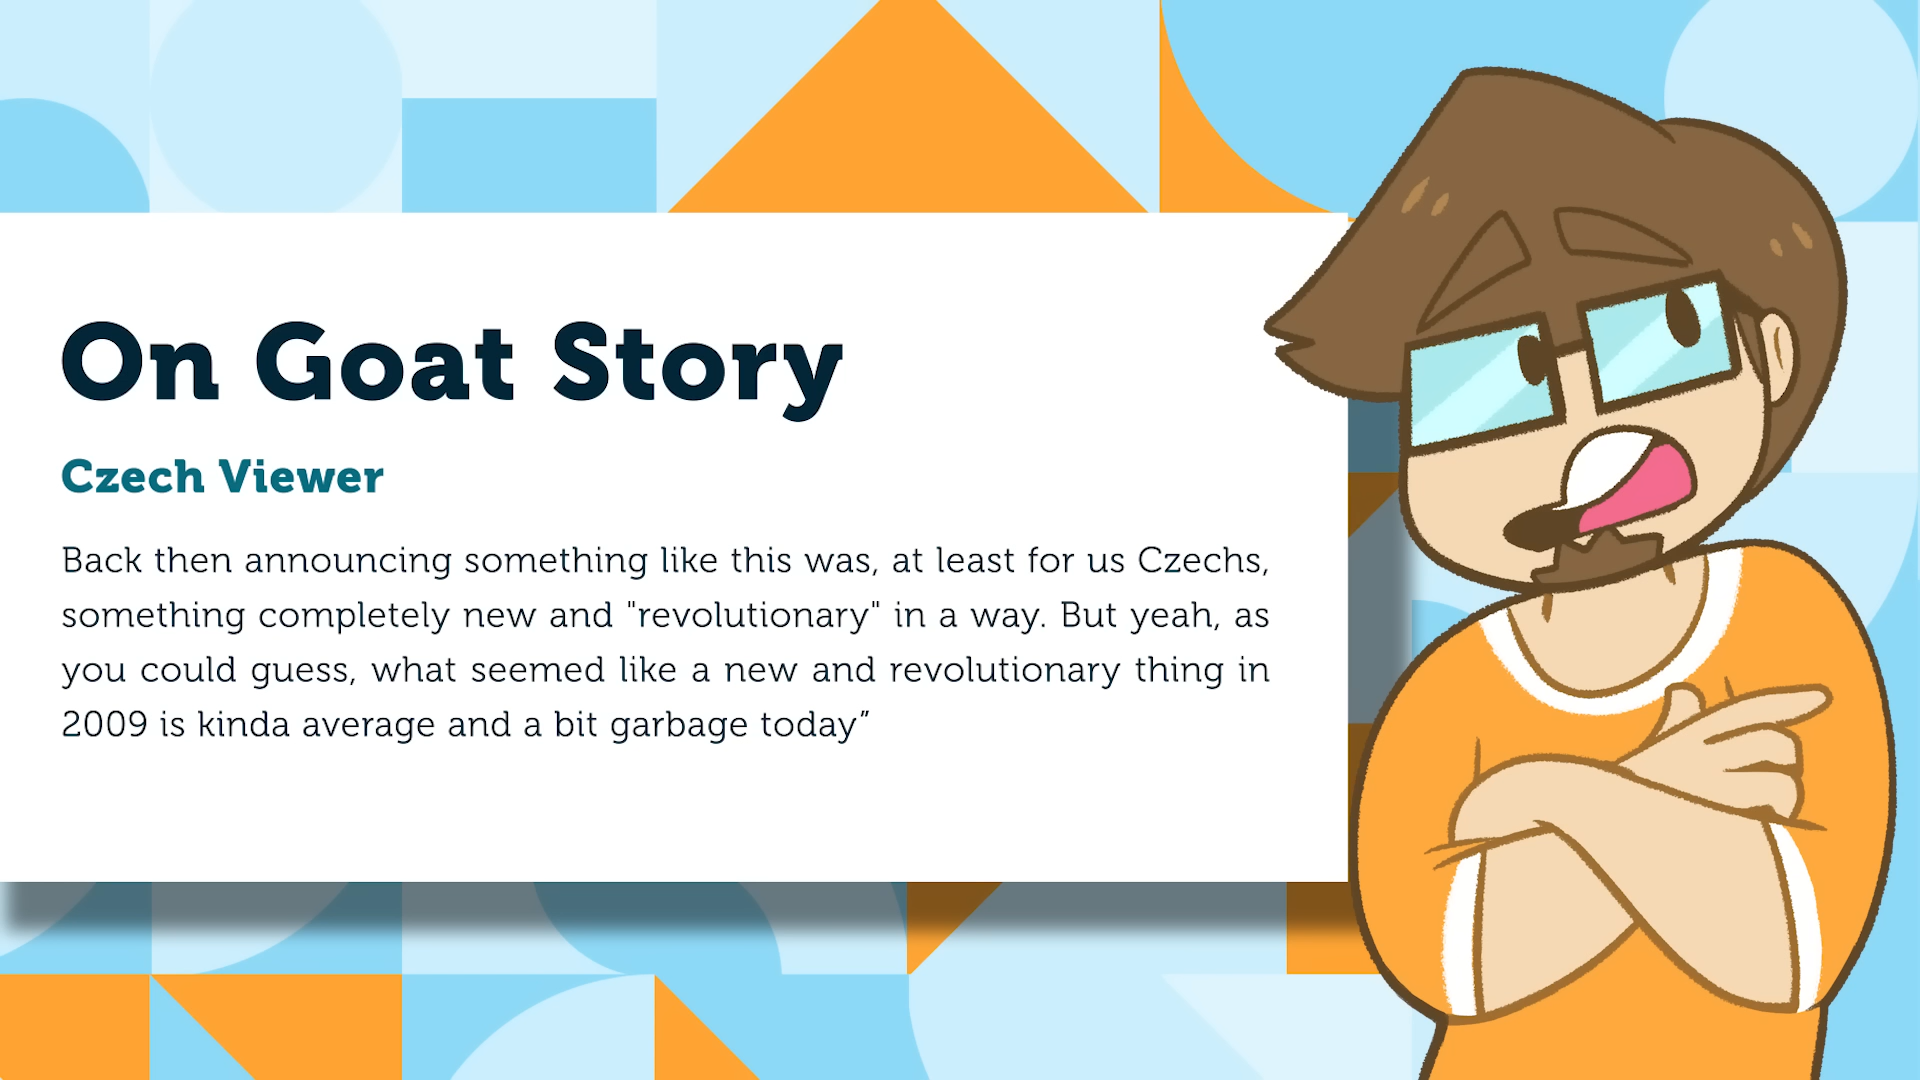 On Goat Story
Czech Viewer
Back then announcing something like this was, at least for us Czechs,
something completely new and "revolutionary" in a way. But yeah, as
you could guess, what seemed like a new and revolutionary thing in
2009 is kinda average and a bit garbage today”